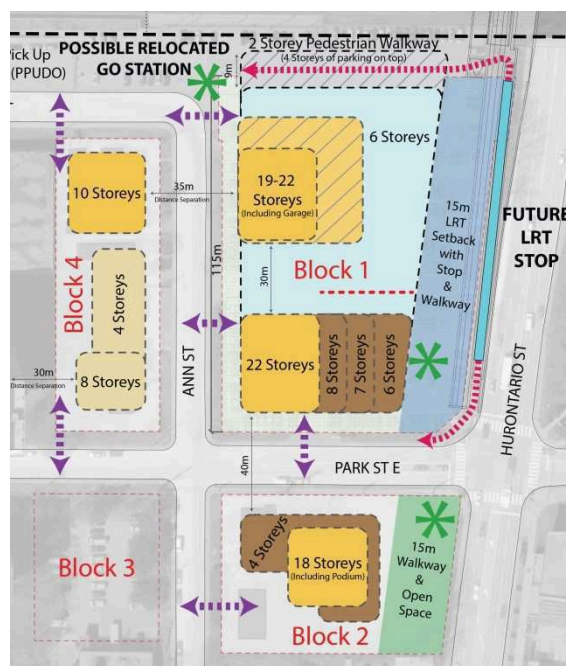 2 Storey Pedestrian Walkway
(4 Storeys of parking on top)
POSSIBLE RELOCATED
GO STATION
Pick Up
(PPUDO)
9m
6 Storeys
10 Storeys
35m
Distance Separation
19-22
Storeys
(Including Garage)
15m
LRT
Setback
with
Stop
&
Walkway
FUTURE
LRT
STOP
115m
30m
Block 1
Block 4
4 Storeys
8 Storeys
30m
Distance Separation
ANN ST
22 Storeys
8 Storeys
7 Storeys
6 Storeys
HURONTARIO ST
40m
PARK ST E
Block 3
4 Storeys
18 Storeys
(Including Podium)
15m
Walkway
&
Open
Space
Block 2